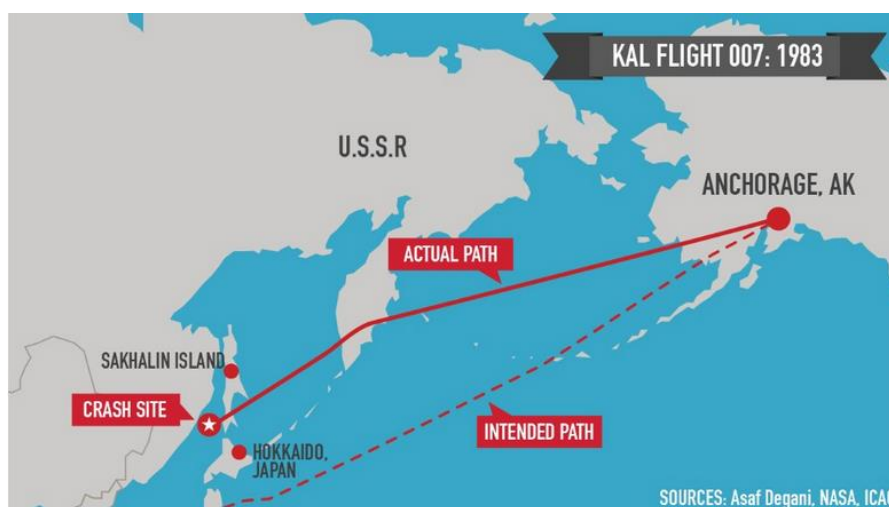 KAL FLIGHT 007: 1983
U.S.S.R
ANCHORAGE, AK
ACTUAL PATH
SAKHALIN ISLAND
CRASH SITE
HOKKAIDO,
JAPAN
INTENDED PATH
SOURCES: Asaf Degani, NASA, ICAO